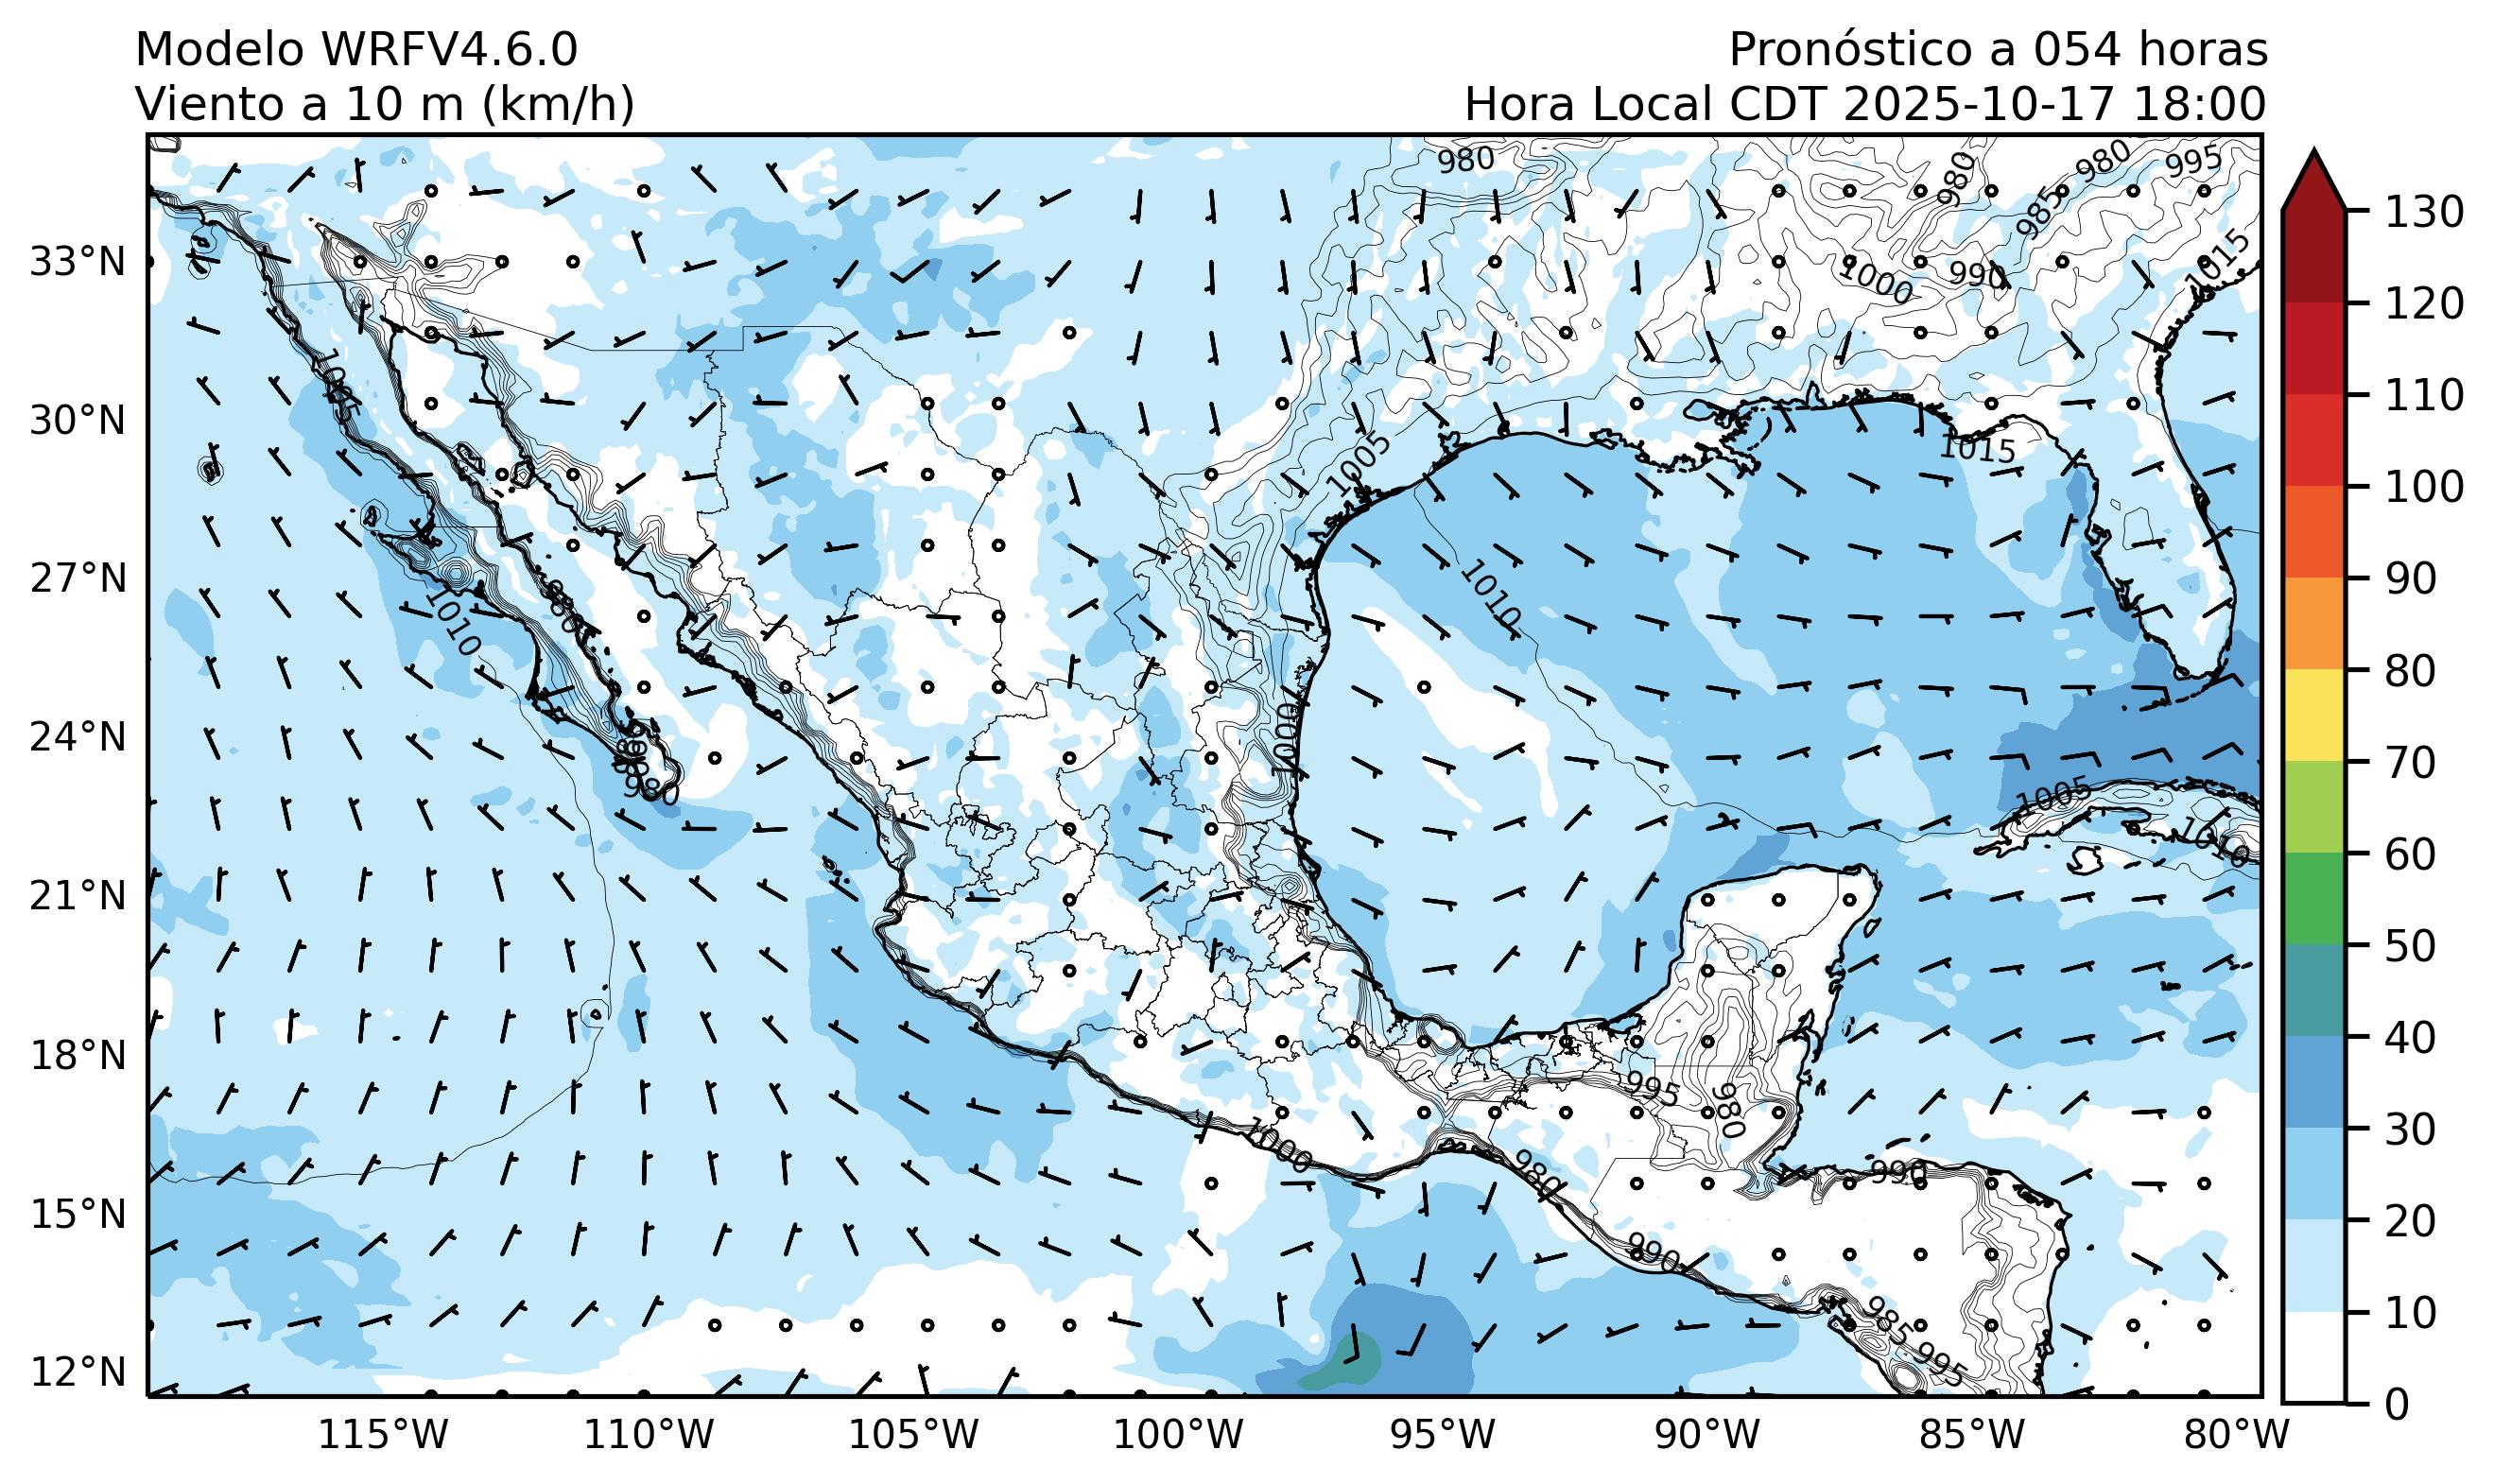 Modelo WRFV4.6.0
Viento a 10 m (km/h)
Pronóstico a 054 horas
Hora Local CDT 2025-10-17 18:00
33°N
30°N
27°N
24°N
21°N
18°N
15°N
12°N
115°W
110°W
105°W
100°W
95°W
90°W
85°W
80°W
130
120
110
100
90
80
70
60
50
40
30
20
10
0
980
980
980
995
985
1015
1000
990
1005
1015
1010
1010
980
1000
1005
1010
995
980
1000
980
990
990
985
995